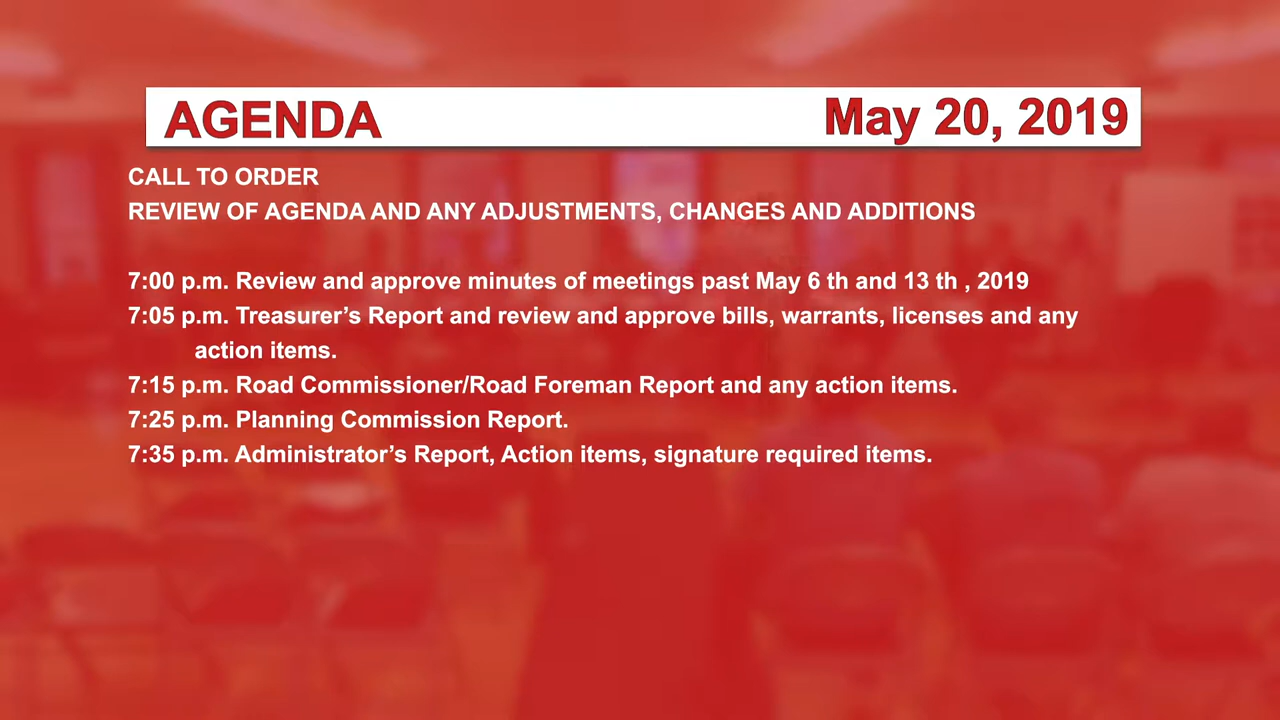 AGENDA May 20, 2019
CALL TO ORDER
REVIEW OF AGENDA AND ANY ADJUSTMENTS, CHANGES AND ADDITIONS
7:00 p.m. Review and approve minutes of meetings past May 6 th and 13 th , 2019
7:05 p.m. Treasurer’s Report and review and approve bills, warrants, licenses and any
action items.
7:15 p.m. Road Commissioner/Road Foreman Report and any action items.
7:25 p.m. Planning Commission Report.
7:35 p.m. Administrator’s Report, Action items, signature required items.